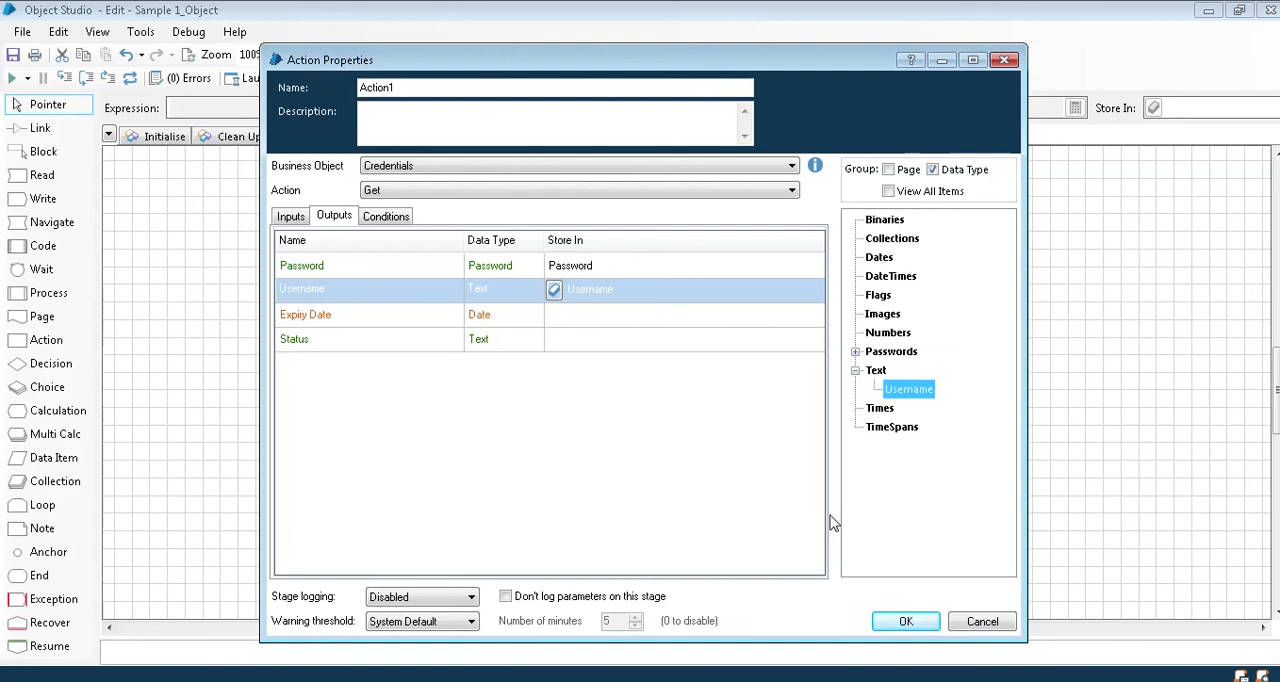 Object Studio - Edit - Sample 1_Object
File Edit View Tools Debug Help
Zoom 100%
(0) Errors
Expression: Store In:
Initialise
Pointer
Link
Block
Read
Write
Navigate
Code
Wait
Process
Page
Action
Decision
Choice
Calculation
Multi Calc
Data Item
Collection
Loop
Note
Anchor
End
Exception
Recover
Resume
Action Properties
Name: Action1
Description:
Business Object Credentials
Action Get
Inputs Outputs Conditions
Name Data Type Store In
Password Password Password
Username Text Username
Expiry Date Date
Status Text
Group: Page Data Type
View All Items
Binaries
Collections
Dates
DateTimes
Flags
Images
Numbers
Passwords
Text
Username
Times
TimeSpans
Stage logging: Disabled Don't log parameters on this stage
Warning threshold: System Default Number of minutes 5 (0 to disable)
OK Cancel